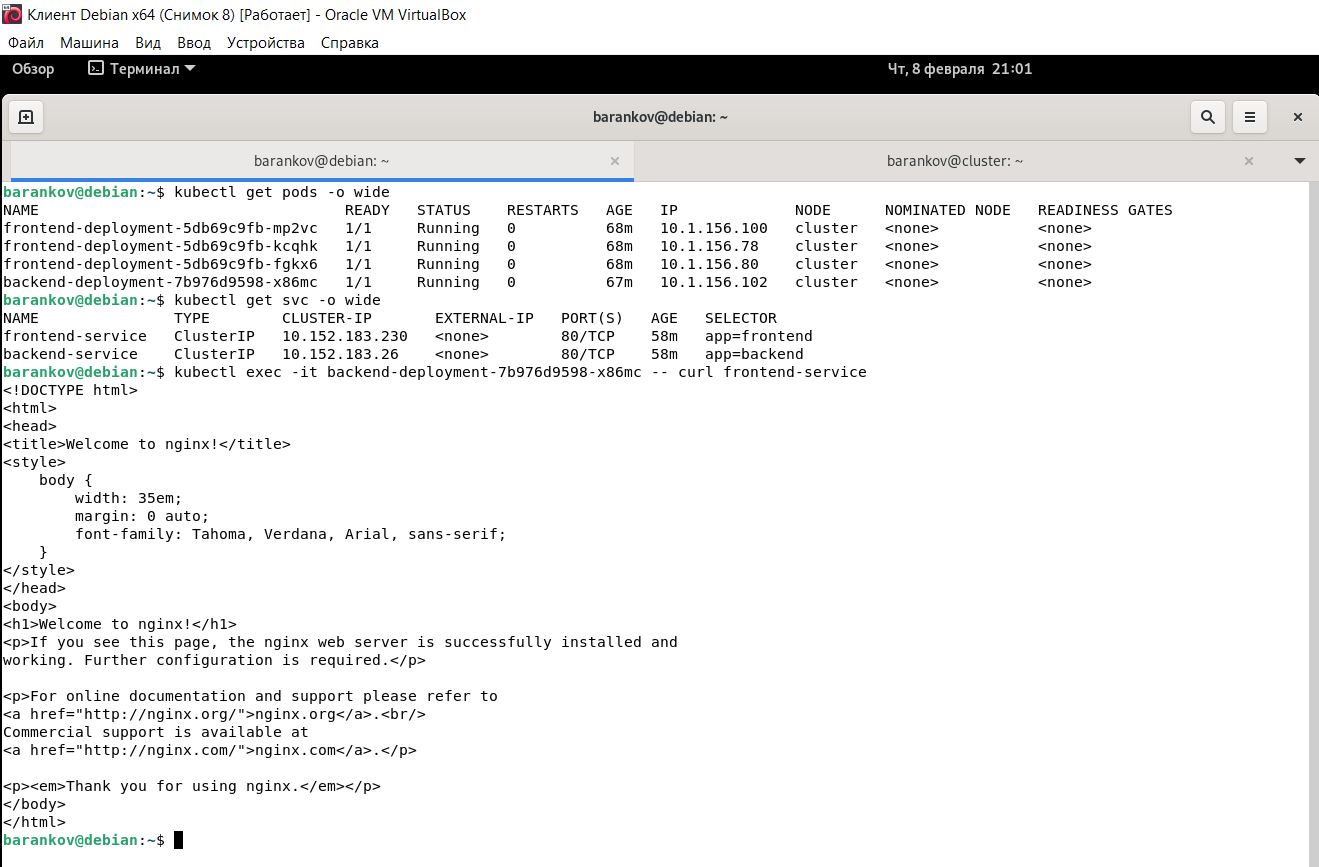 Клиент Debian x64 (Снимок 8) [Работает] - Oracle VM VirtualBox
Файл Машина Вид Ввод Устройства Справка
Обзор Терминал Чт, 8 февраля 21:01
barankov@debian: ~
barankov@debian: ~ barankov@cluster: ~
barankov@debian:~$ kubectl get pods -o wide
NAME                                   READY   STATUS    RESTARTS   AGE   IP             NODE      NOMINATED NODE   READINESS GATES
frontend-deployment-5db69c9fb-mp2vc   1/1     Running   0          68m   10.1.156.100   cluster   <none>           <none>
frontend-deployment-5db69c9fb-kcqhk   1/1     Running   0          68m   10.1.156.78    cluster   <none>           <none>
frontend-deployment-5db69c9fb-fgkx6   1/1     Running   0          68m   10.1.156.80    cluster   <none>           <none>
backend-deployment-7b976d9598-x86mc   1/1     Running   0          67m   10.1.156.102   cluster   <none>           <none>
barankov@debian:~$ kubectl get svc -o wide
NAME               TYPE        CLUSTER-IP       EXTERNAL-IP   PORT(S)   AGE   SELECTOR
frontend-service   ClusterIP   10.152.183.230   <none>        80/TCP    58m   app=frontend
backend-service    ClusterIP   10.152.183.26    <none>        80/TCP    58m   app=backend
barankov@debian:~$ kubectl exec -it backend-deployment-7b976d9598-x86mc -- curl frontend-service
<!DOCTYPE html>
<html>
<head>
<title>Welcome to nginx!</title>
<style>
    body {
        width: 35em;
        margin: 0 auto;
        font-family: Tahoma, Verdana, Arial, sans-serif;
    }
</style>
</head>
<body>
<h1>Welcome to nginx!</h1>
<p>If you see this page, the nginx web server is successfully installed and
working. Further configuration is required.</p>

<p>For online documentation and support please refer to
<a href="http://nginx.org/">nginx.org</a>.<br/>
Commercial support is available at
<a href="http://nginx.com/">nginx.com</a>.</p>

<p><em>Thank you for using nginx.</em></p>
</body>
</html>
barankov@debian:~$